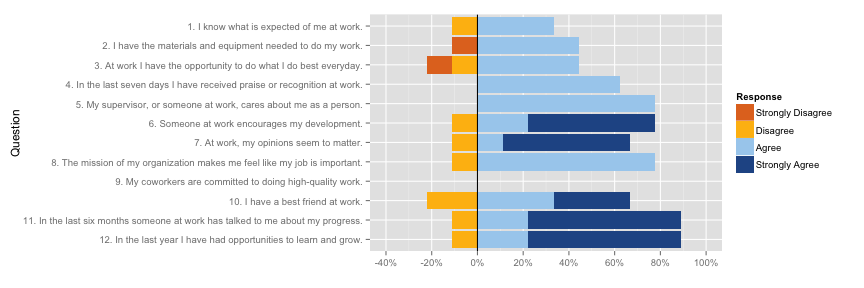 1. I know what is expected of me at work.
2. I have the materials and equipment needed to do my work.
3. At work I have the opportunity to do what I do best everyday.
4. In the last seven days I have received praise or recognition at work.
5. My supervisor, or someone at work, cares about me as a person.
6. Someone at work encourages my development.
7. At work, my opinions seem to matter.
8. The mission of my organization makes me feel like my job is important.
9. My coworkers are committed to doing high-quality work.
10. I have a best friend at work.
11. In the last six months someone at work has talked to me about my progress.
12. In the last year I have had opportunities to learn and grow.
Question
-40% -20% 0% 20% 40% 60% 80% 100%
Response
Strongly Disagree
Disagree
Agree
Strongly Agree